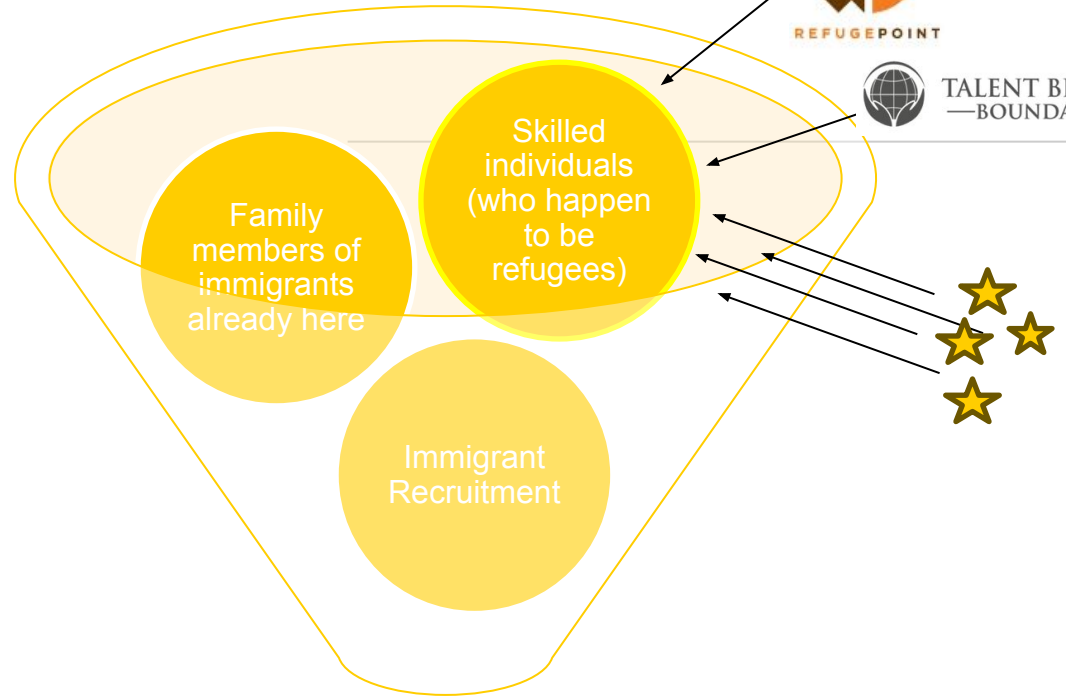 REFUGEPOINT
TALENT
—BOUNDA
Skilled
individuals
(who happen
to be
refugees)
Family
members of
immigrants
already here
Immigrant
Recruitment